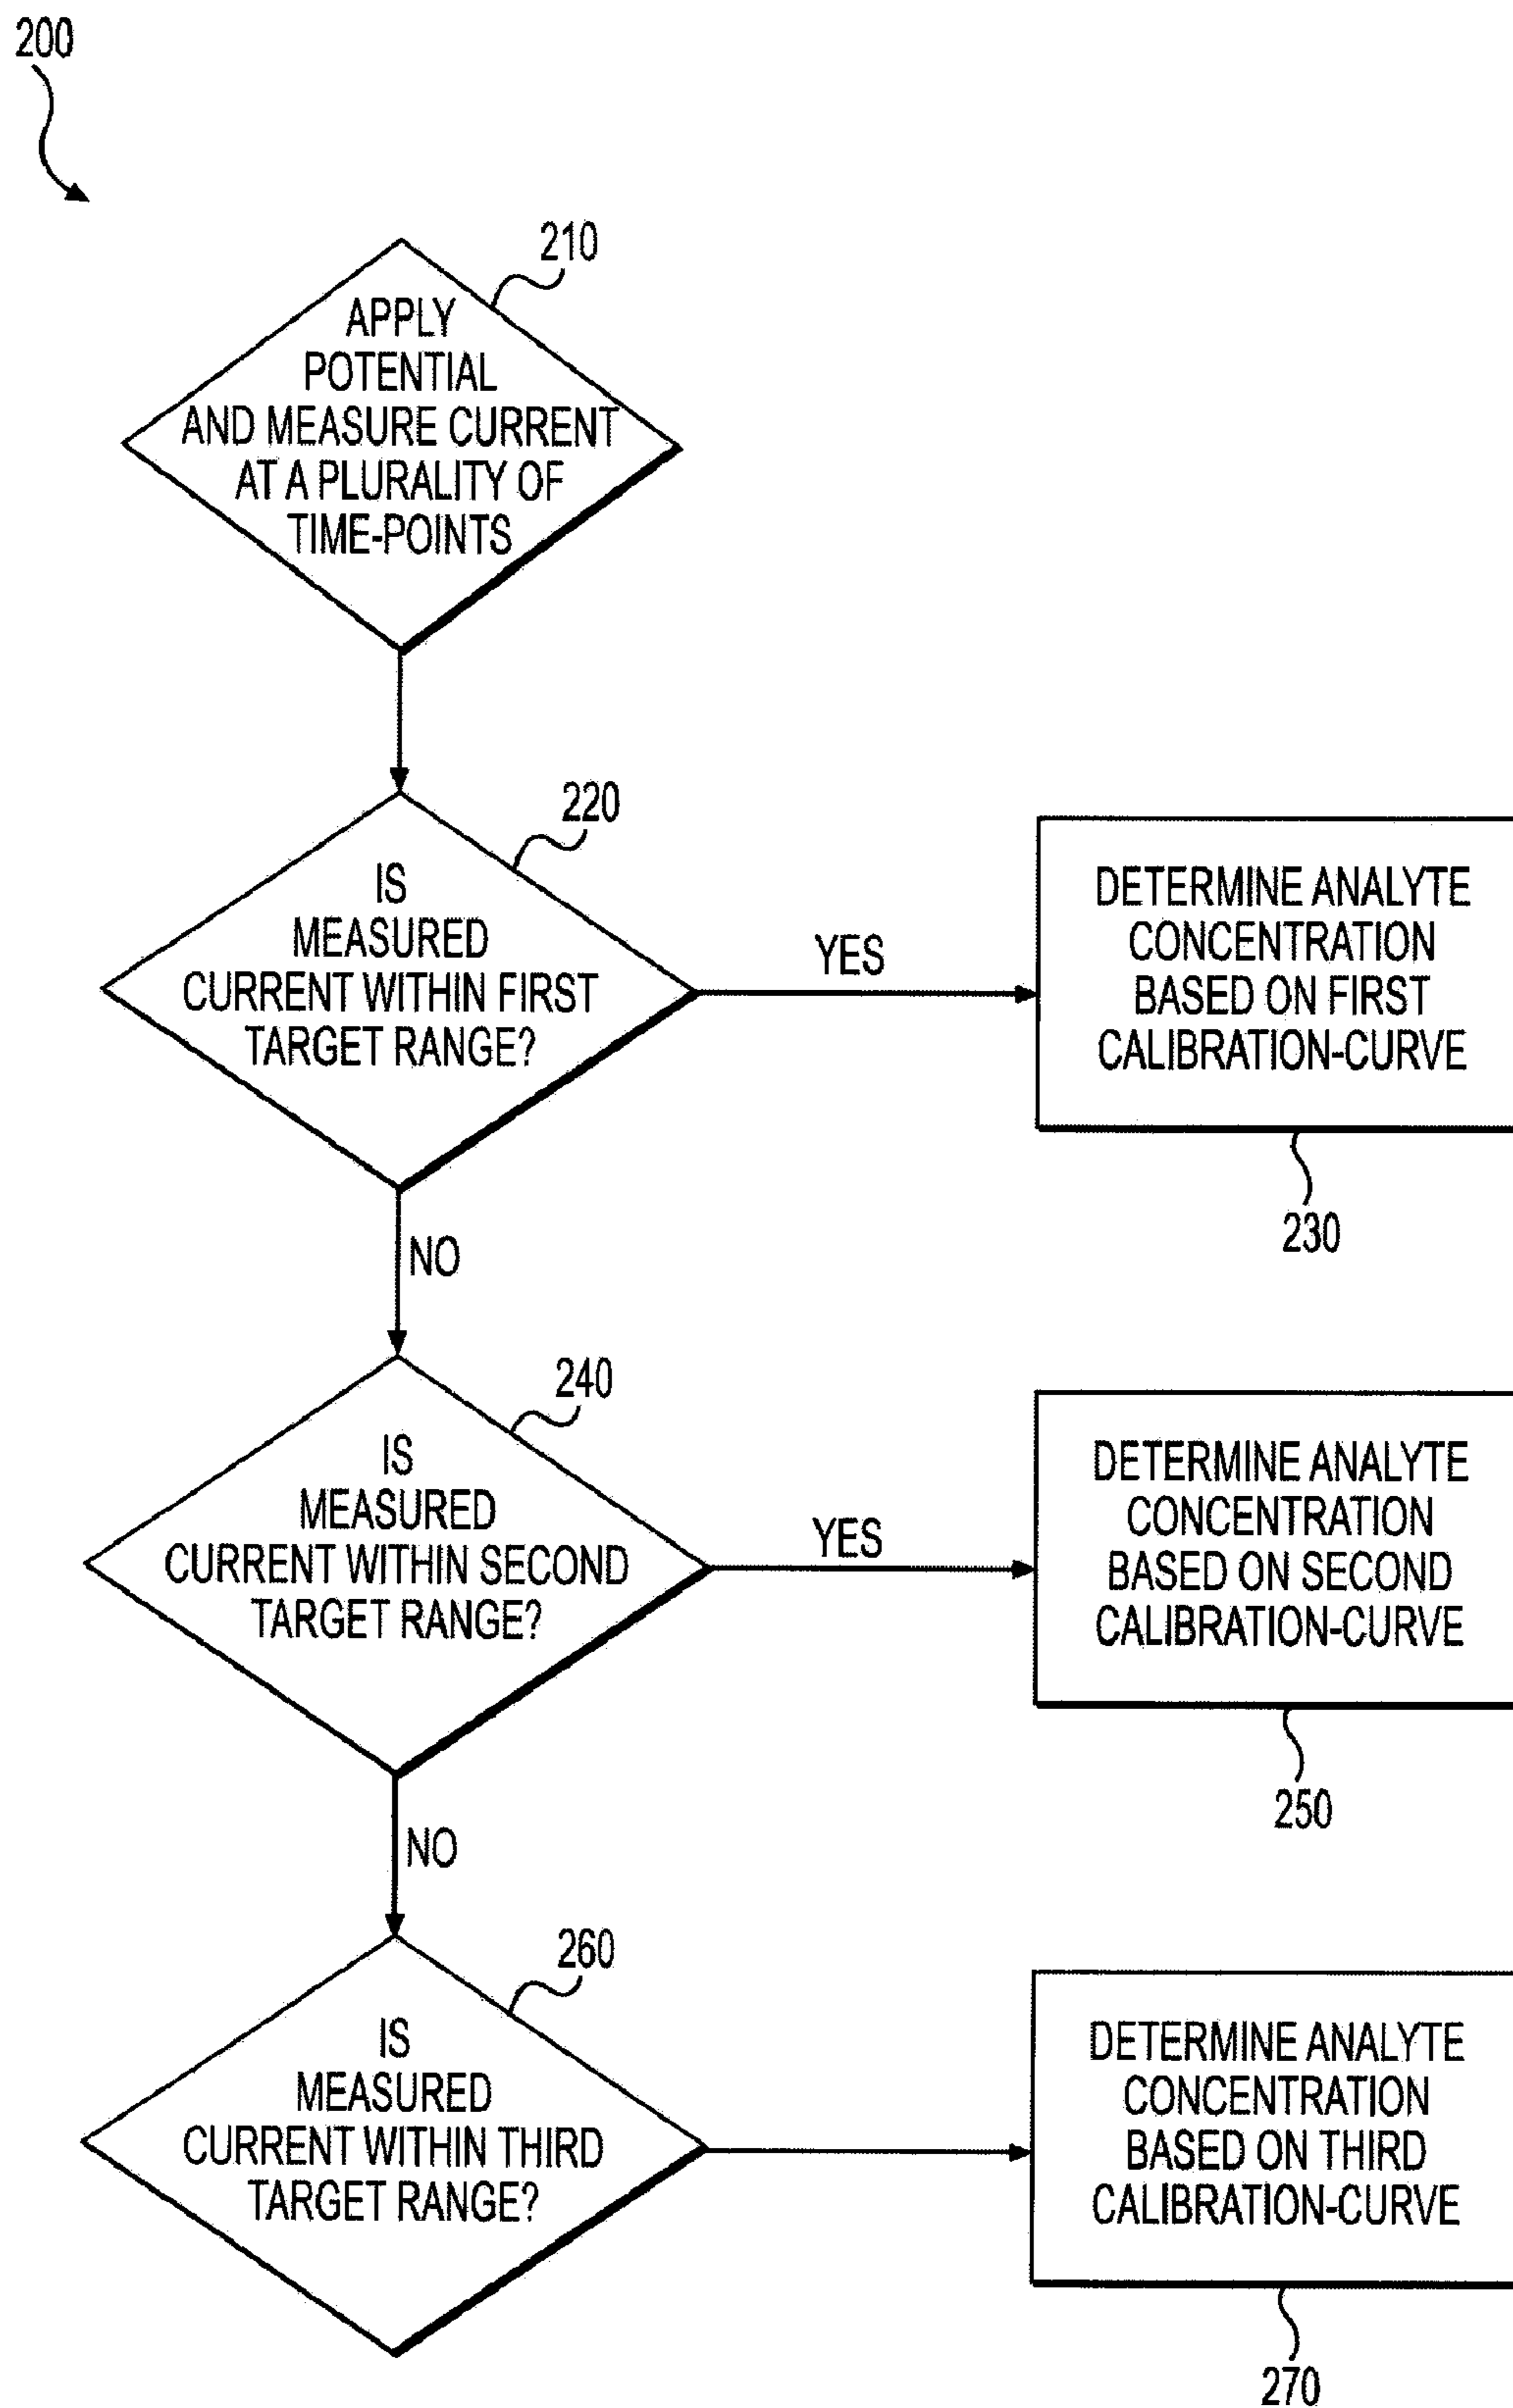 200
210
APPLY
POTENTIAL
AND MEASURE CURRENT
AT A PLURALITY OF
TIME-POINTS
220
IS
MEASURED
CURRENT WITHIN FIRST
TARGET RANGE?
YES
DETERMINE ANALYTE
CONCENTRATION
BASED ON FIRST
CALIBRATION-CURVE
230
NO
240
IS
MEASURED
CURRENT WITHIN SECOND
TARGET RANGE?
YES
DETERMINE ANALYTE
CONCENTRATION
BASED ON SECOND
CALIBRATION-CURVE
250
NO
260
IS
MEASURED
CURRENT WITHIN THIRD
TARGET RANGE?
DETERMINE ANALYTE
CONCENTRATION
BASED ON THIRD
CALIBRATION-CURVE
270